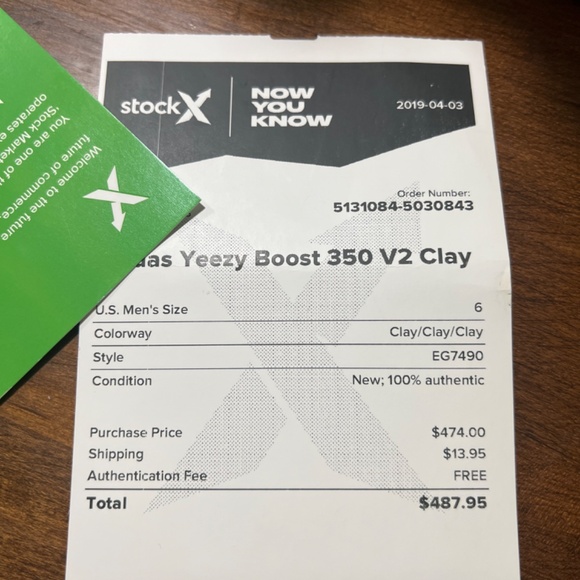 stockX
NOW
YOU
KNOW
2019-04-03
Order Number:
5131084-5030843
das Yeezy Boost 350 V2 Clay
U.S. Men's Size 6
Colorway Clay/Clay/Clay
Style EG7490
Condition New; 100% authentic
Purchase Price $474.00
Shipping $13.95
Authentication Fee FREE
Total $487.95
Welcome to the future
future of commerce.
You are one of
'Stock Market
operates